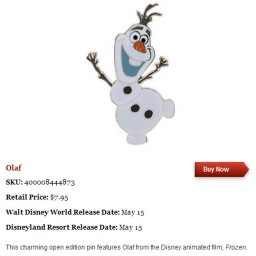 Olaf
Buy Now
SKU: 400008444873
Retail Price: $7.95
Walt Disney World Release Date: May 15
Disneyland Resort Release Date: May 15
This charming open edition pin features Olaf from the Disney animated film, Frozen.